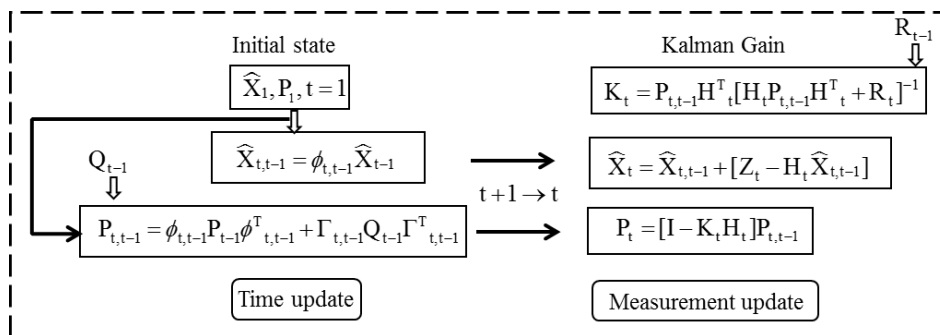 Initial state
X̂₁, P₁, t = 1
X̂ₜ,ₜ₋₁ = ϕₜ,ₜ₋₁X̂ₜ₋₁
Qₜ₋₁
Pₜ,ₜ₋₁ = ϕₜ,ₜ₋₁Pₜ₋₁ϕᵀₜ,ₜ₋₁ + Γₜ,ₜ₋₁Qₜ₋₁Γᵀₜ,ₜ₋₁
Time update
t+1 → t
Kalman Gain
Rₜ₋₁
Kₜ = Pₜ,ₜ₋₁Hᵀₜ[HₜPₜ,ₜ₋₁Hᵀₜ + Rₜ]⁻¹
X̂ₜ = X̂ₜ,ₜ₋₁ + [Zₜ − HₜX̂ₜ,ₜ₋₁]
Pₜ = [I − KₜHₜ]Pₜ,ₜ₋₁
Measurement update